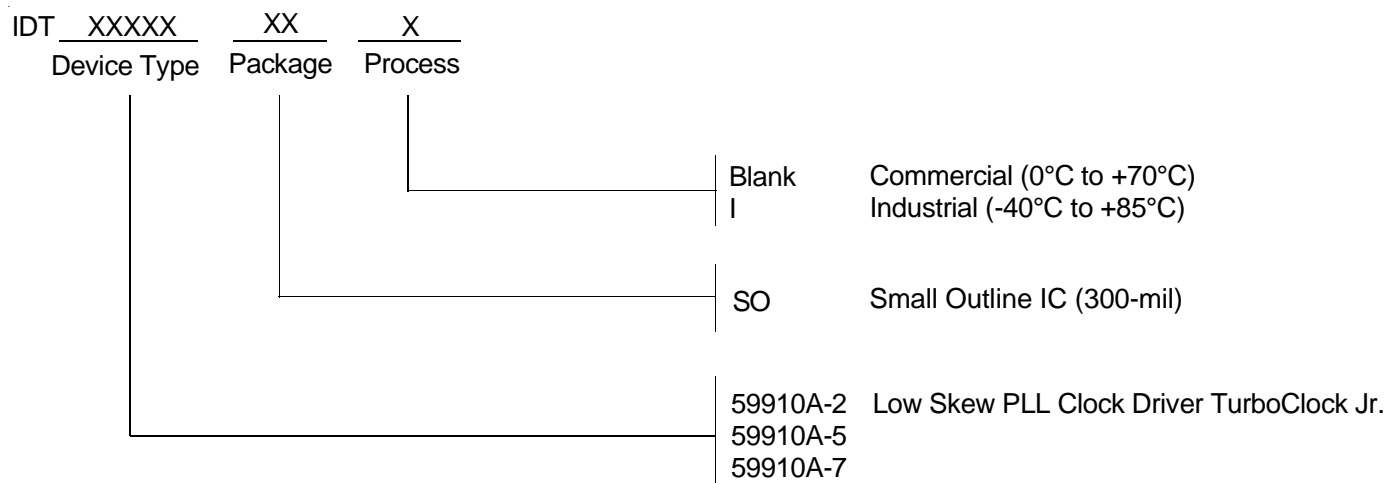 IDT XXXXX XX X
Device Type Package Process
Blank Commercial (0°C to +70°C)
I Industrial (-40°C to +85°C)
SO Small Outline IC (300-mil)
59910A-2 Low Skew PLL Clock Driver TurboClock Jr.
59910A-5
59910A-7